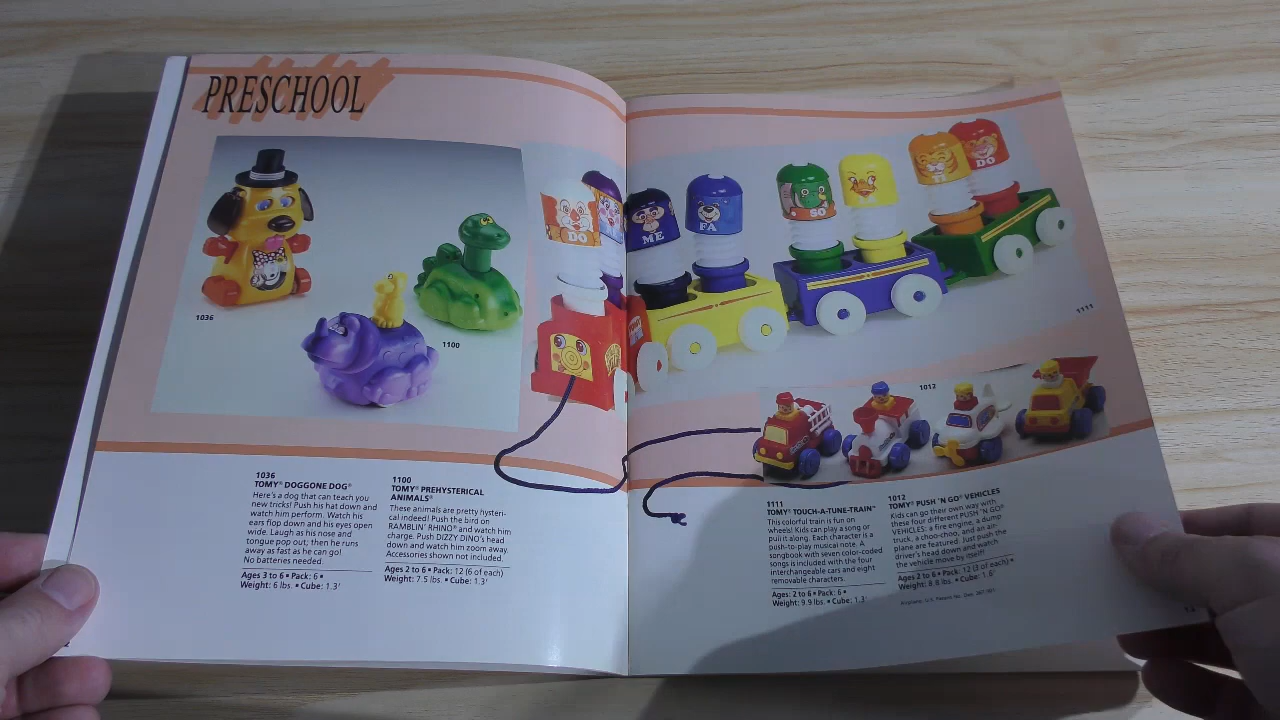 PRESCHOOL
1036
1100
DO
ME
FA
SO
TI
DO
1111
1012
1036
TOMY® DOGGONE DOG®
Here's a dog that can teach you
new tricks! Push his hat down and
watch him perform. Watch his
ears flop down and his eyes open
wide. Laugh as his nose and
tongue pop out; then he runs
away as fast as he can go!
No batteries needed.
Ages 3 to 6 • Pack: 6 •
Weight: 6 lbs. • Cube: 1.3'
1100
TOMY® PREHYSTERICAL
ANIMALS®
These animals are pretty hysteri-
cal indeed! Push the bird on
RAMBLIN' RHINO® and watch him
charge. Push DIZZY DINO's head
down and watch him zoom away.
Accessories shown not included.
Ages 2 to 6 • Pack: 12 (6 of each)
Weight: 7.5 lbs. • Cube: 1.3'
1111
TOMY® TOUCH-A-TUNE-TRAIN™
This colorful train is fun on
wheels! Kids can play a song or
pull it along. Each character is a
push-to-play musical note. A
songbook with seven color-coded
songs is included with the four
interchangeable cars and eight
removable characters.
Ages: 2 to 6 • Pack: 6 •
Weight: 9.9 lbs. • Cube: 1.3'
1012
TOMY® PUSH 'N GO® VEHICLES
Kids can go their own way with
these four different PUSH 'N GO®
VEHICLES: a fire engine, a dump
truck, a choo-choo, and an air-
plane are featured. Just push the
driver's head down and watch
the vehicle move by itself!
Ages 2 to 6 • Pack: 12 (3 of each) •
Weight: 8.8 lbs. • Cube: 1.6'